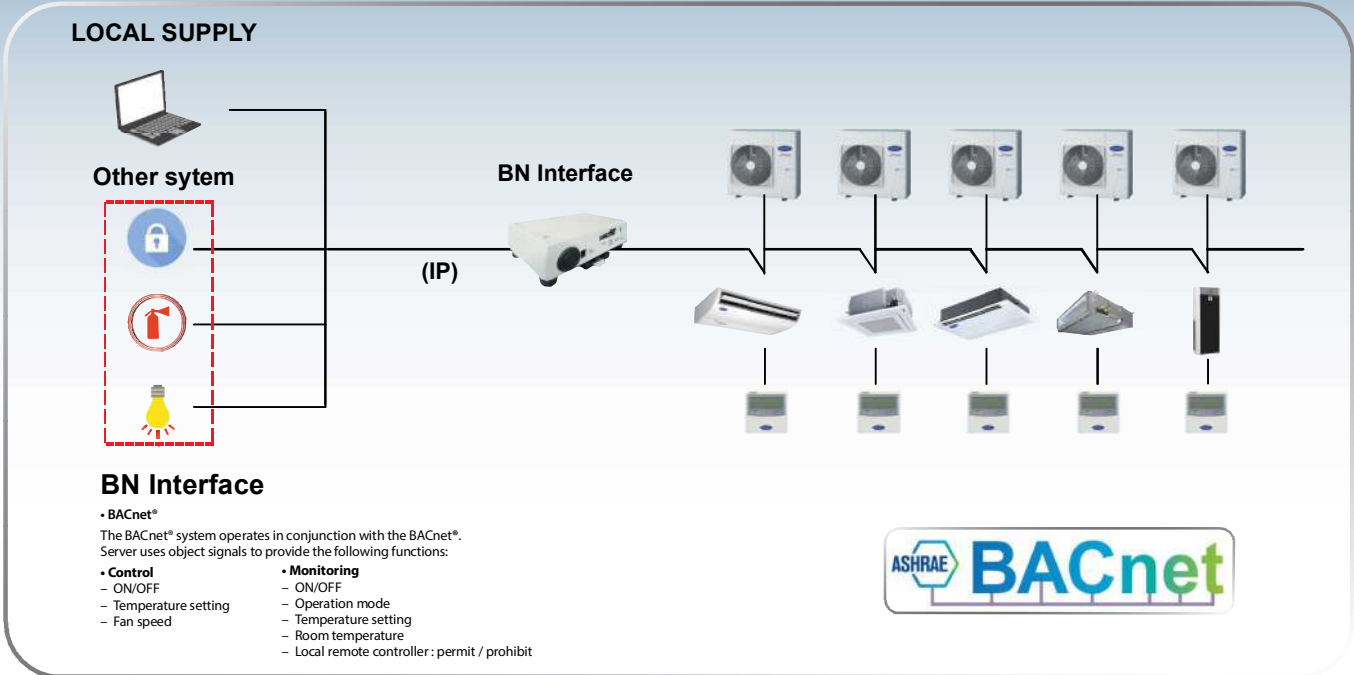 LOCAL SUPPLY
Other sytem
BN Interface
(IP)
BN Interface
• BACnet®
The BACnet® system operates in conjunction with the BACnet®.
Server uses object signals to provide the following functions:
• Control
– ON/OFF
– Temperature setting
– Fan speed
• Monitoring
– ON/OFF
– Operation mode
– Temperature setting
– Room temperature
– Local remote controller : permit / prohibit
ASHRAE BACnet